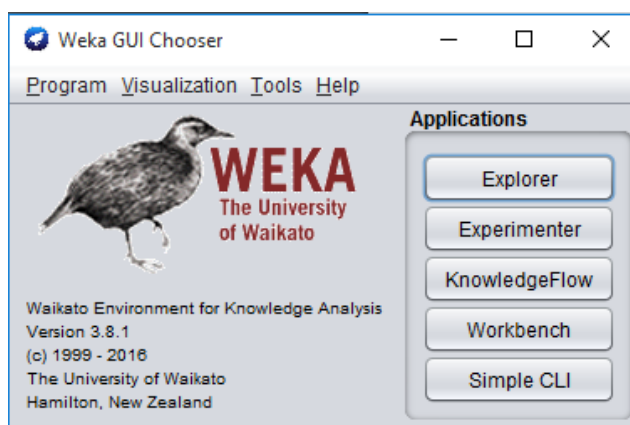 Weka GUI Chooser
Program Visualization Tools Help
WEKA
The University
of Waikato
Waikato Environment for Knowledge Analysis
Version 3.8.1
(c) 1999 - 2016
The University of Waikato
Hamilton, New Zealand
Applications
Explorer
Experimenter
KnowledgeFlow
Workbench
Simple CLI